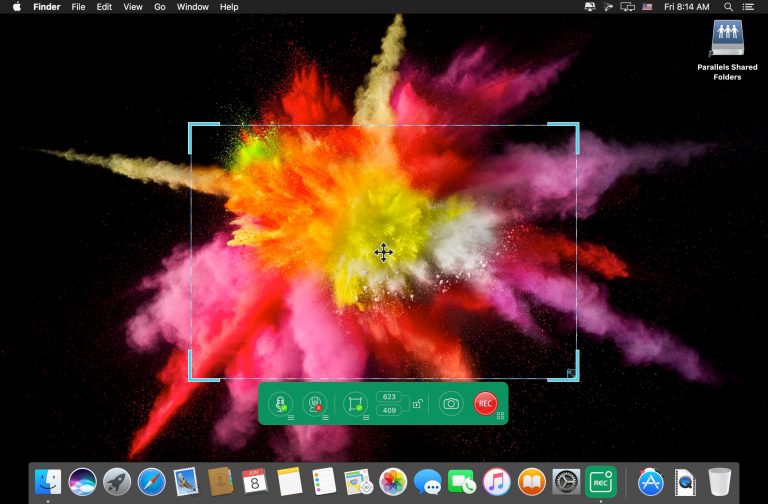 Finder File Edit View Go Window Help Fri 8:14 AM
Parallels Shared
Folders
623
409
REC
JUN
8
REC